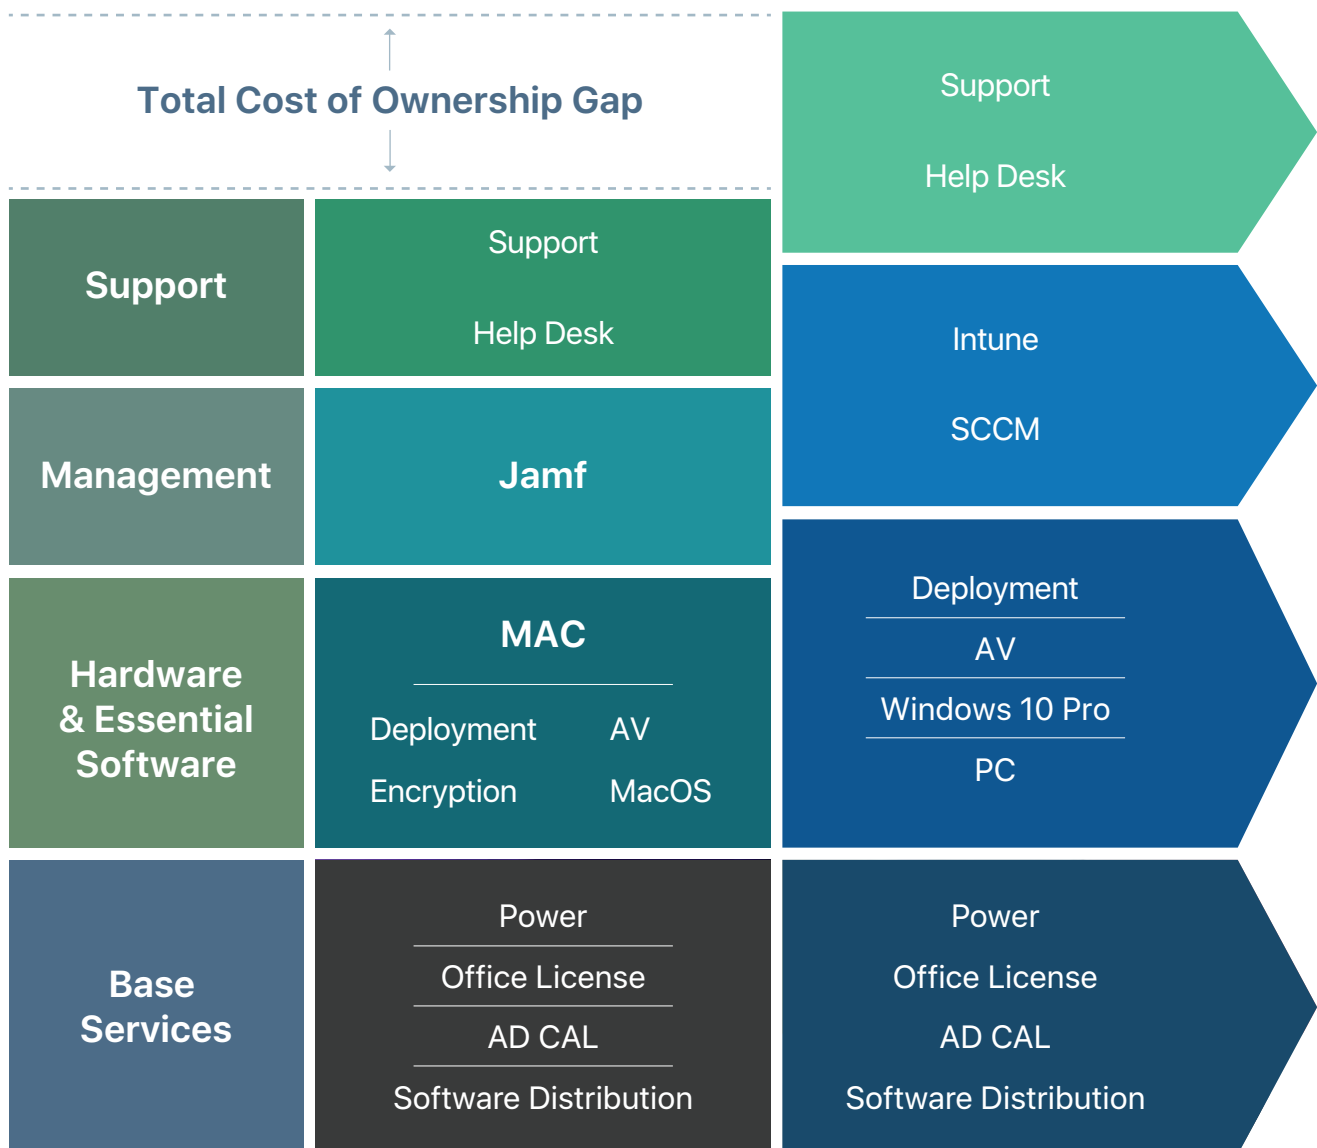 Total Cost of Ownership Gap
Support
Support
Help Desk
Support
Help Desk
Management
Jamf
Intune
SCCM
Hardware
& Essential
Software
MAC
Deployment
AV
Encryption
MacOS
Deployment
AV
Windows 10 Pro
PC
Base
Services
Power
Office License
AD CAL
Software Distribution
Power
Office License
AD CAL
Software Distribution